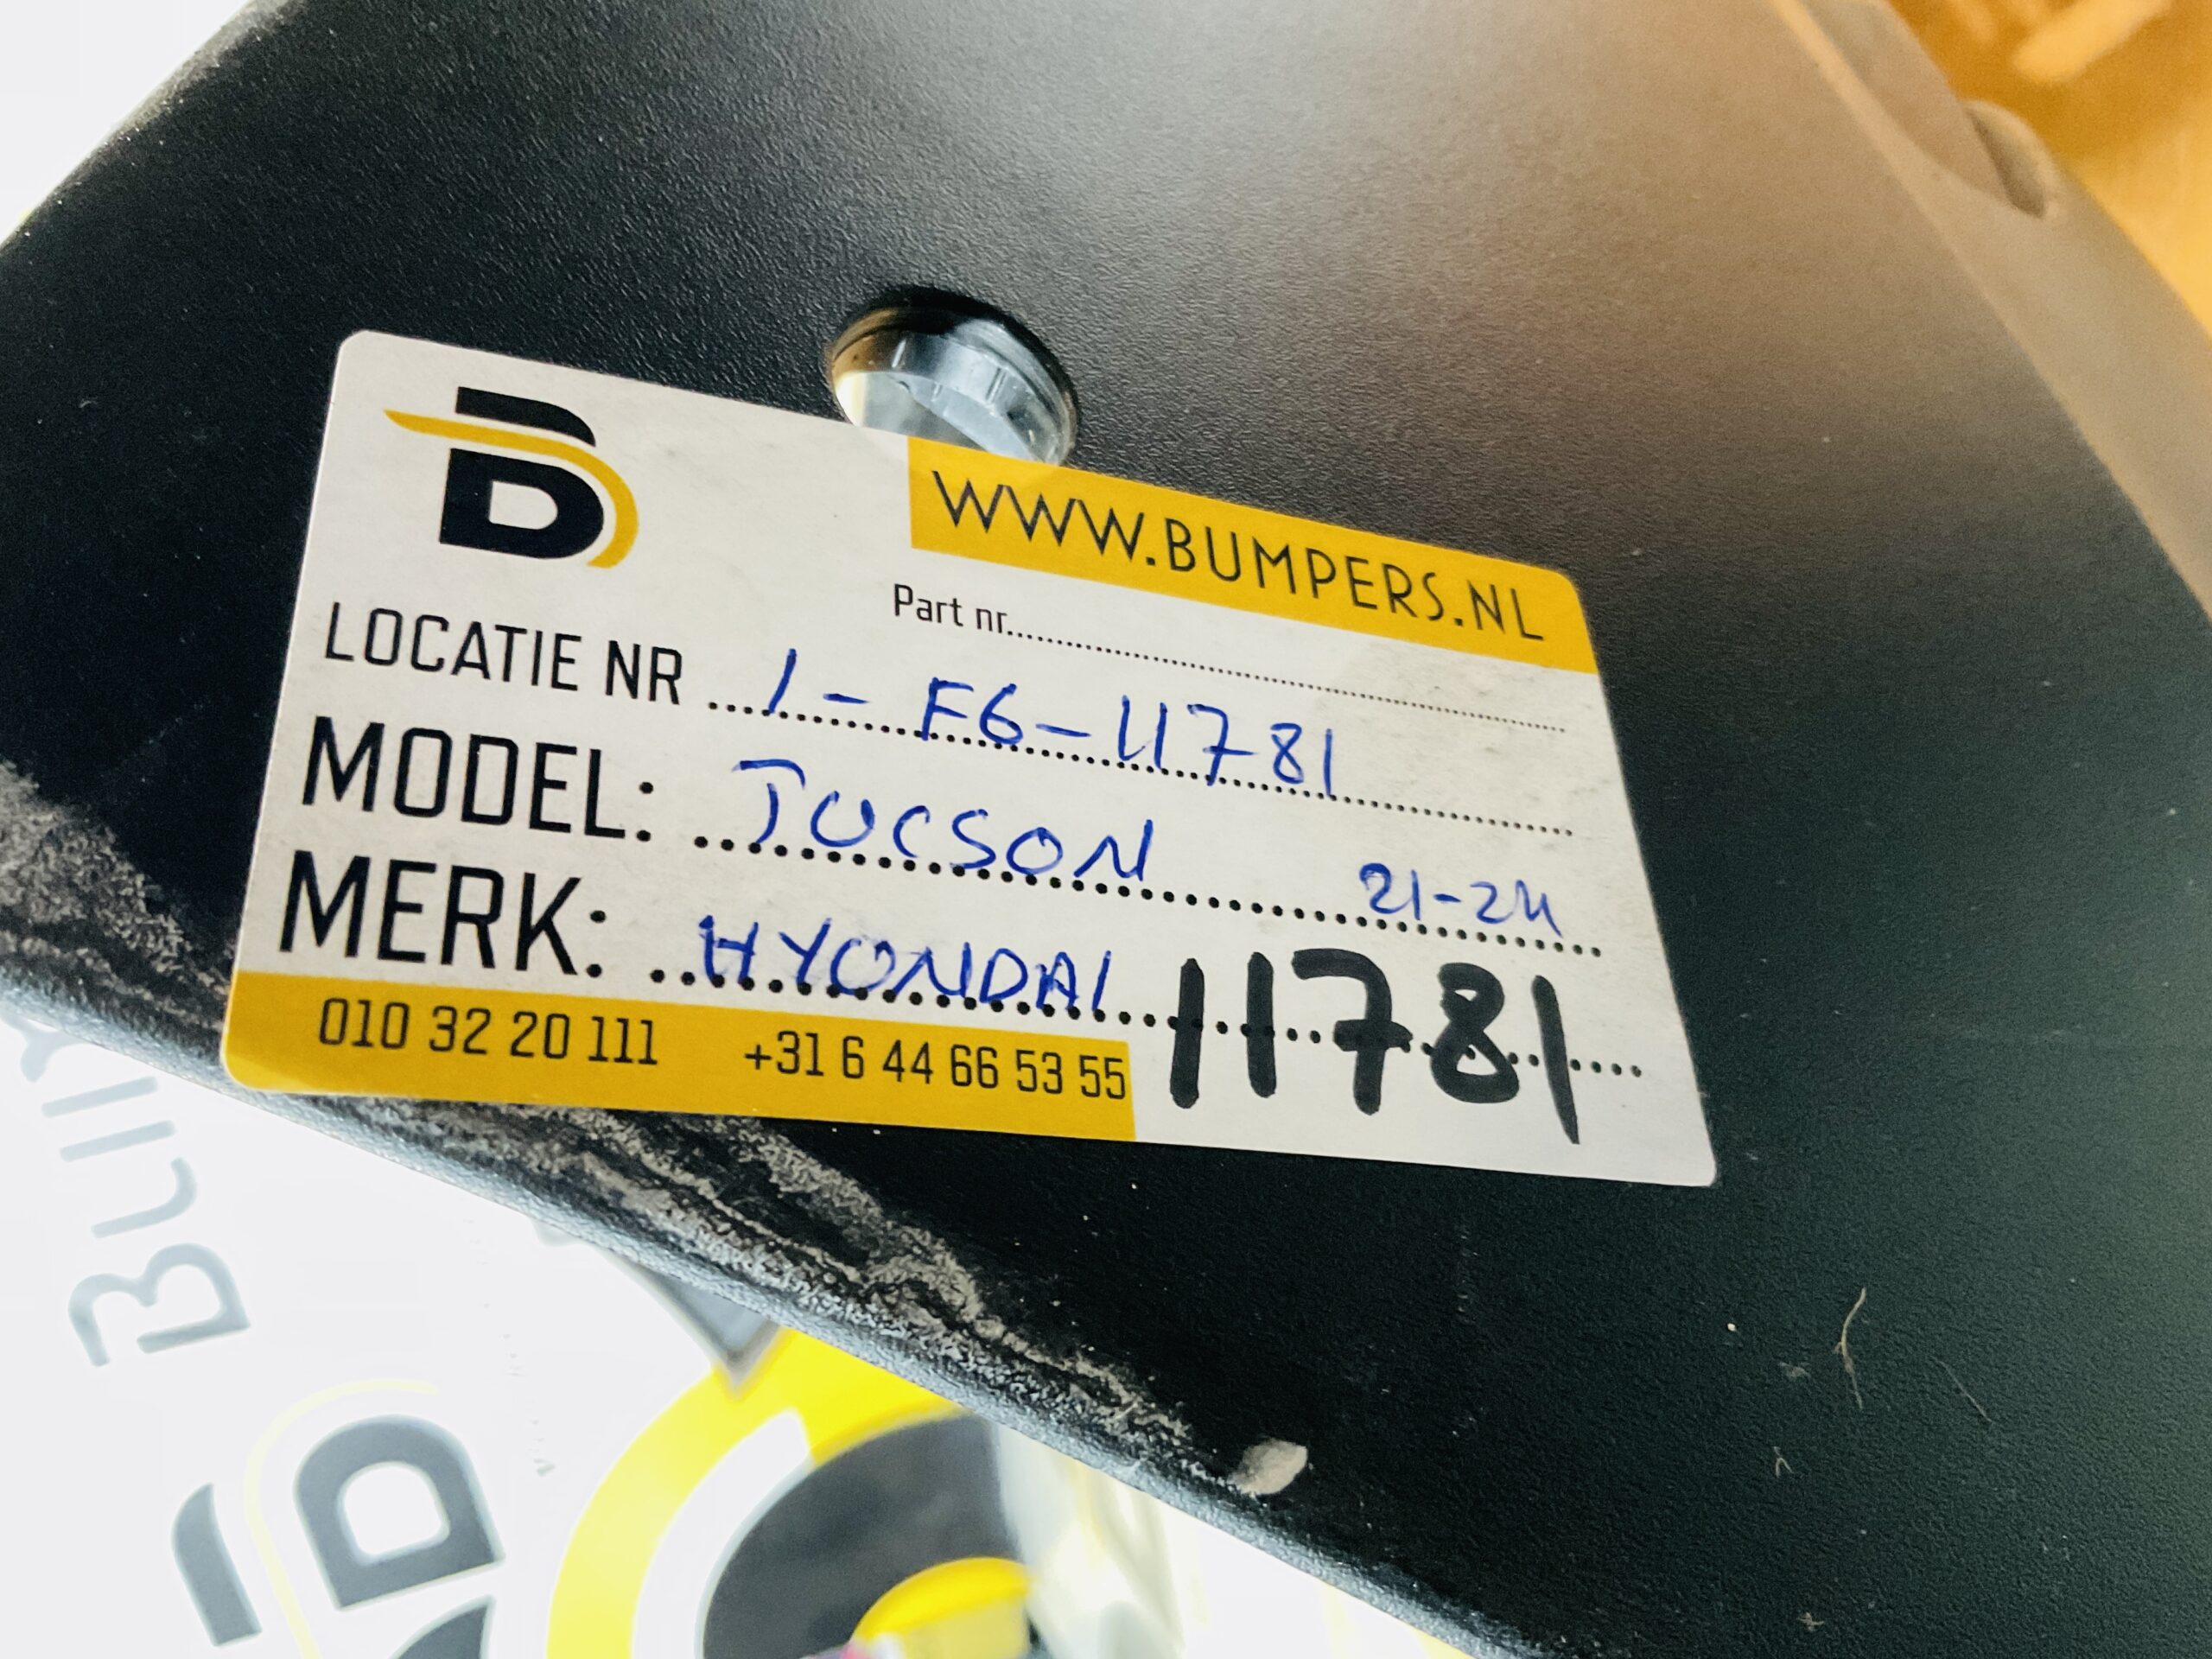 B
WWW.BUMPERS.NL
Part nr.
LOCATIE NR 1-F6-11781
MODEL: TUCSON 21-24
MERK: HYUNDAI 11781
010 32 20 111 +31 6 44 66 53 55